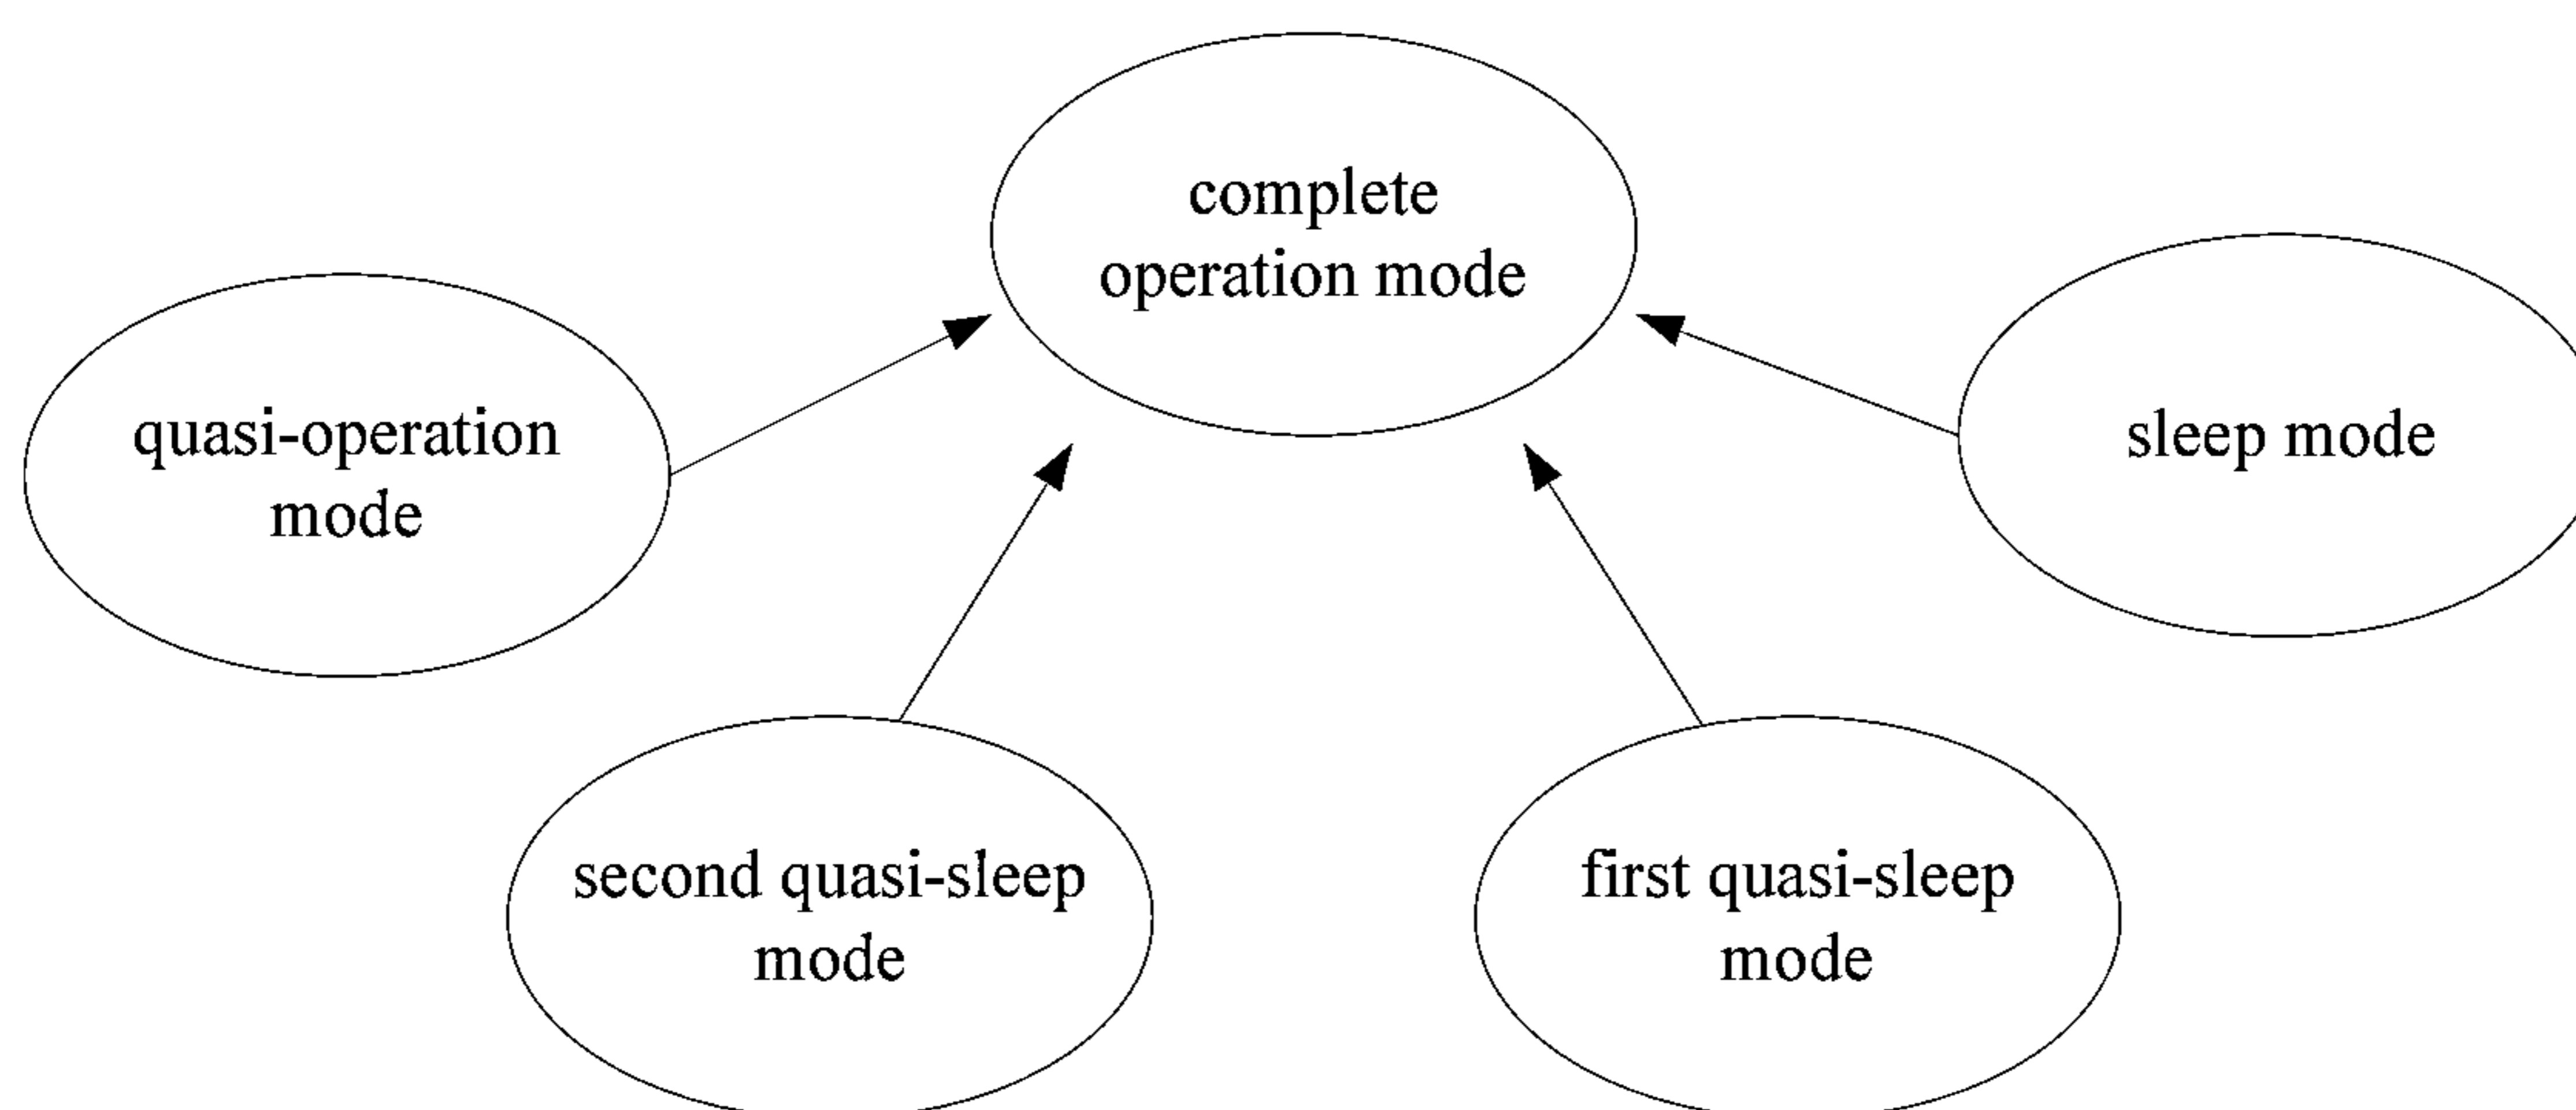 complete
operation mode
quasi-operation
mode
sleep mode
second quasi-sleep
mode
first quasi-sleep
mode